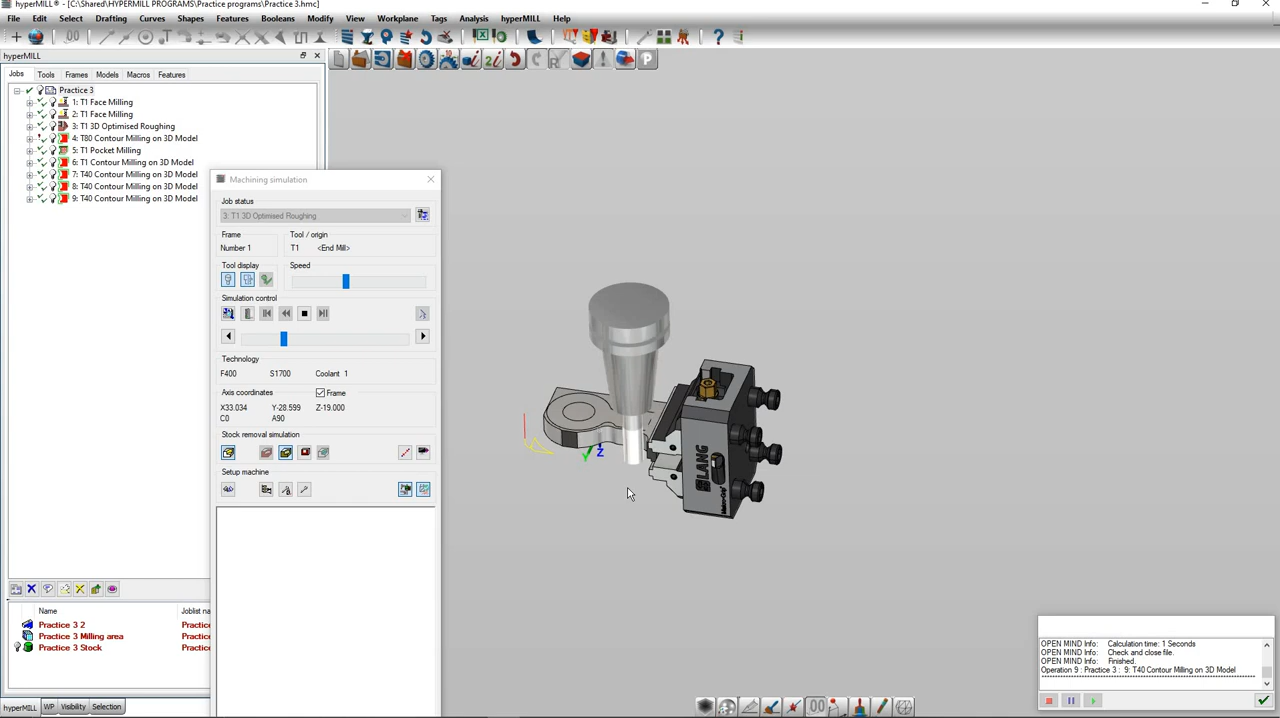 hyperMILL® - [C:\Shared\HYPERMILL PROGRAMS\Practice programs\Practice 3.hmc]
File Edit Select Drafting Curves Shapes Features Booleans Modify View Workplane Tags Analysis hyperMILL Info Help
hyperMILL
Jobs Tools Frames Models Macros Features
Practice 3
1: T1 Face Milling
2: T1 Face Milling
3: T1 3D Optimised Roughing
4: T80 Contour Milling on 3D Model
5: T1 Pocket Milling
6: T1 Contour Milling on 3D Model
7: T40 Contour Milling on 3D Model
8: T40 Contour Milling on 3D Model
9: T40 Contour Milling on 3D Model
Machining simulation
Job status
3: T1 3D Optimised Roughing
Frame Tool / origin
Number 1 T1 <End Mill>
Tool display Speed
Simulation control
Technology
F400 S1700 Coolant 1
Axis coordinates Frame
X33.034 Y-28.599 Z-19.000
C0 A90
Stock removal simulation
Setup machine
Z
LANG
Name Joblist na
Practice 3 2 Practic
Practice 3 Milling area Practic
Practice 3 Stock Practic
hyperMILL WP Visibility Selection
OPEN MIND Info: Calculation time: 1 Seconds
OPEN MIND Info: Check and close file.
OPEN MIND Info: Finished.
Operation 9 : Practice 3 : 9: T40 Contour Milling on 3D Model